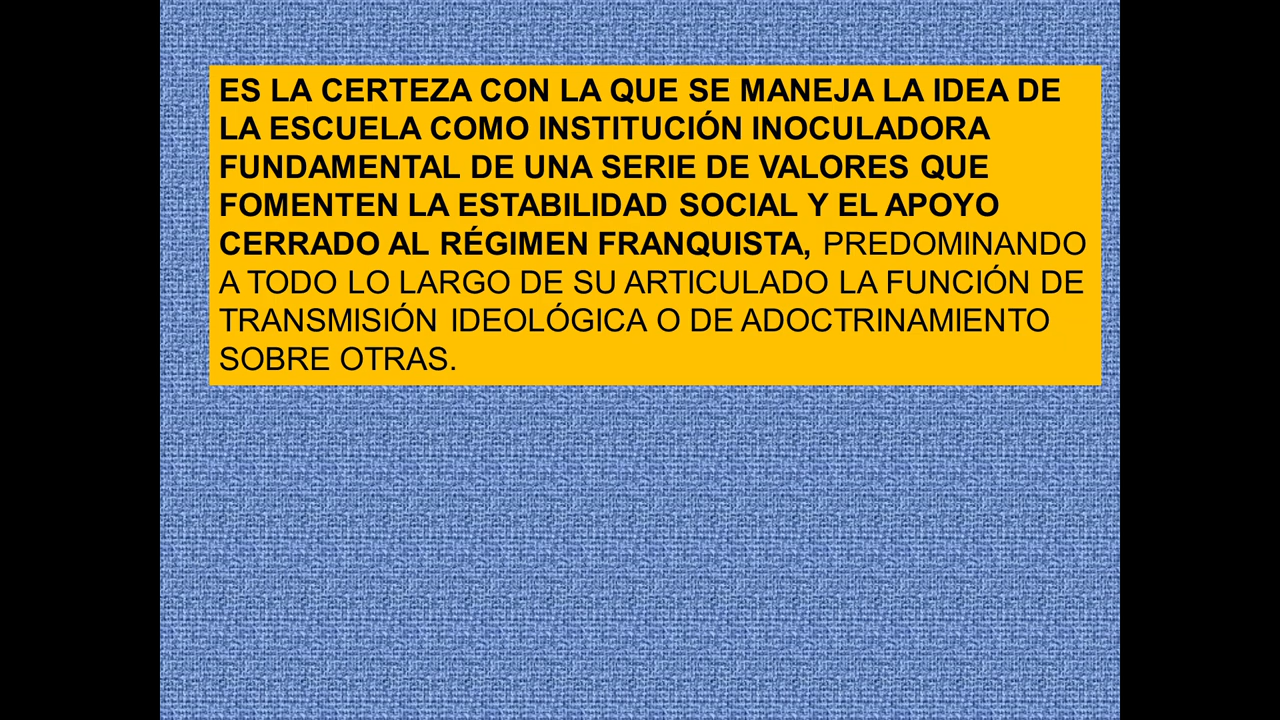 ES LA CERTEZA CON LA QUE SE MANEJA LA IDEA DE
LA ESCUELA COMO INSTITUCIÓN INOCULADORA
FUNDAMENTAL DE UNA SERIE DE VALORES QUE
FOMENTEN LA ESTABILIDAD SOCIAL Y EL APOYO
CERRADO AL RÉGIMEN FRANQUISTA, PREDOMINANDO
A TODO LO LARGO DE SU ARTICULADO LA FUNCIÓN DE
TRANSMISIÓN IDEOLÓGICA O DE ADOCTRINAMIENTO
SOBRE OTRAS.